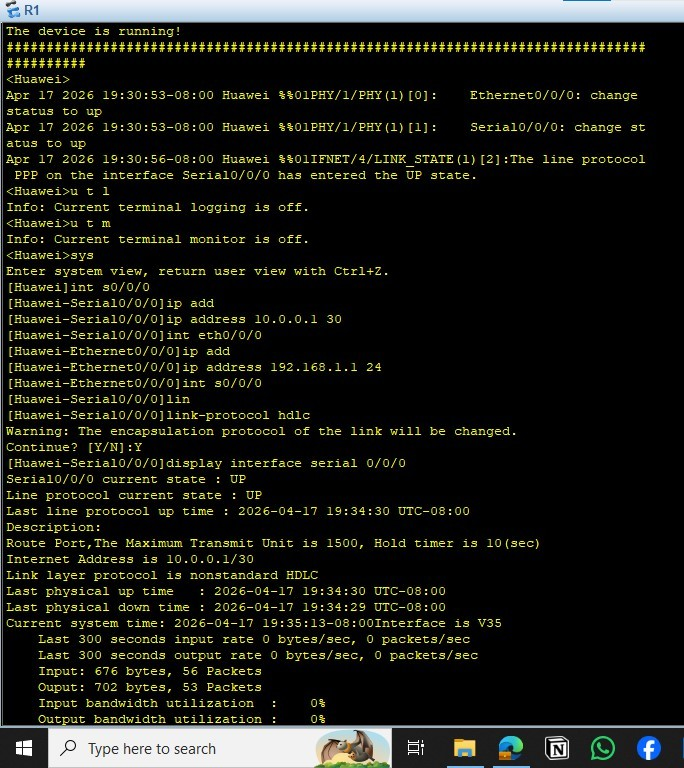 R1
The device is running!
################################################################################
##########
<Huawei>
Apr 17 2026 19:30:53-08:00 Huawei %%01PHY/1/PHY(l)[0]:    Ethernet0/0/0: change
status to up
Apr 17 2026 19:30:53-08:00 Huawei %%01PHY/1/PHY(l)[1]:    Serial0/0/0: change st
atus to up
Apr 17 2026 19:30:56-08:00 Huawei %%01IFNET/4/LINK_STATE(l)[2]:The line protocol
 PPP on the interface Serial0/0/0 has entered the UP state.
<Huawei>u t l
Info: Current terminal logging is off.
<Huawei>u t m
Info: Current terminal monitor is off.
<Huawei>sys
Enter system view, return user view with Ctrl+Z.
[Huawei]int s0/0/0
[Huawei-Serial0/0/0]ip add
[Huawei-Serial0/0/0]ip address 10.0.0.1 30
[Huawei-Serial0/0/0]int eth0/0/0
[Huawei-Ethernet0/0/0]ip add
[Huawei-Ethernet0/0/0]ip address 192.168.1.1 24
[Huawei-Ethernet0/0/0]int s0/0/0
[Huawei-Serial0/0/0]lin
[Huawei-Serial0/0/0]link-protocol hdlc
Warning: The encapsulation protocol of the link will be changed.
Continue? [Y/N]:Y
[Huawei-Serial0/0/0]display interface serial 0/0/0
Serial0/0/0 current state : UP
Line protocol current state : UP
Last line protocol up time : 2026-04-17 19:34:30 UTC-08:00
Description:
Route Port,The Maximum Transmit Unit is 1500, Hold timer is 10(sec)
Internet Address is 10.0.0.1/30
Link layer protocol is nonstandard HDLC
Last physical up time   : 2026-04-17 19:34:30 UTC-08:00
Last physical down time : 2026-04-17 19:34:29 UTC-08:00
Current system time: 2026-04-17 19:35:13-08:00Interface is V35
    Last 300 seconds input rate 0 bytes/sec, 0 packets/sec
    Last 300 seconds output rate 0 bytes/sec, 0 packets/sec
    Input: 676 bytes, 56 Packets
    Ouput: 702 bytes, 53 Packets
    Input bandwidth utilization  :    0%
    Output bandwidth utilization :    0%
Type here to search